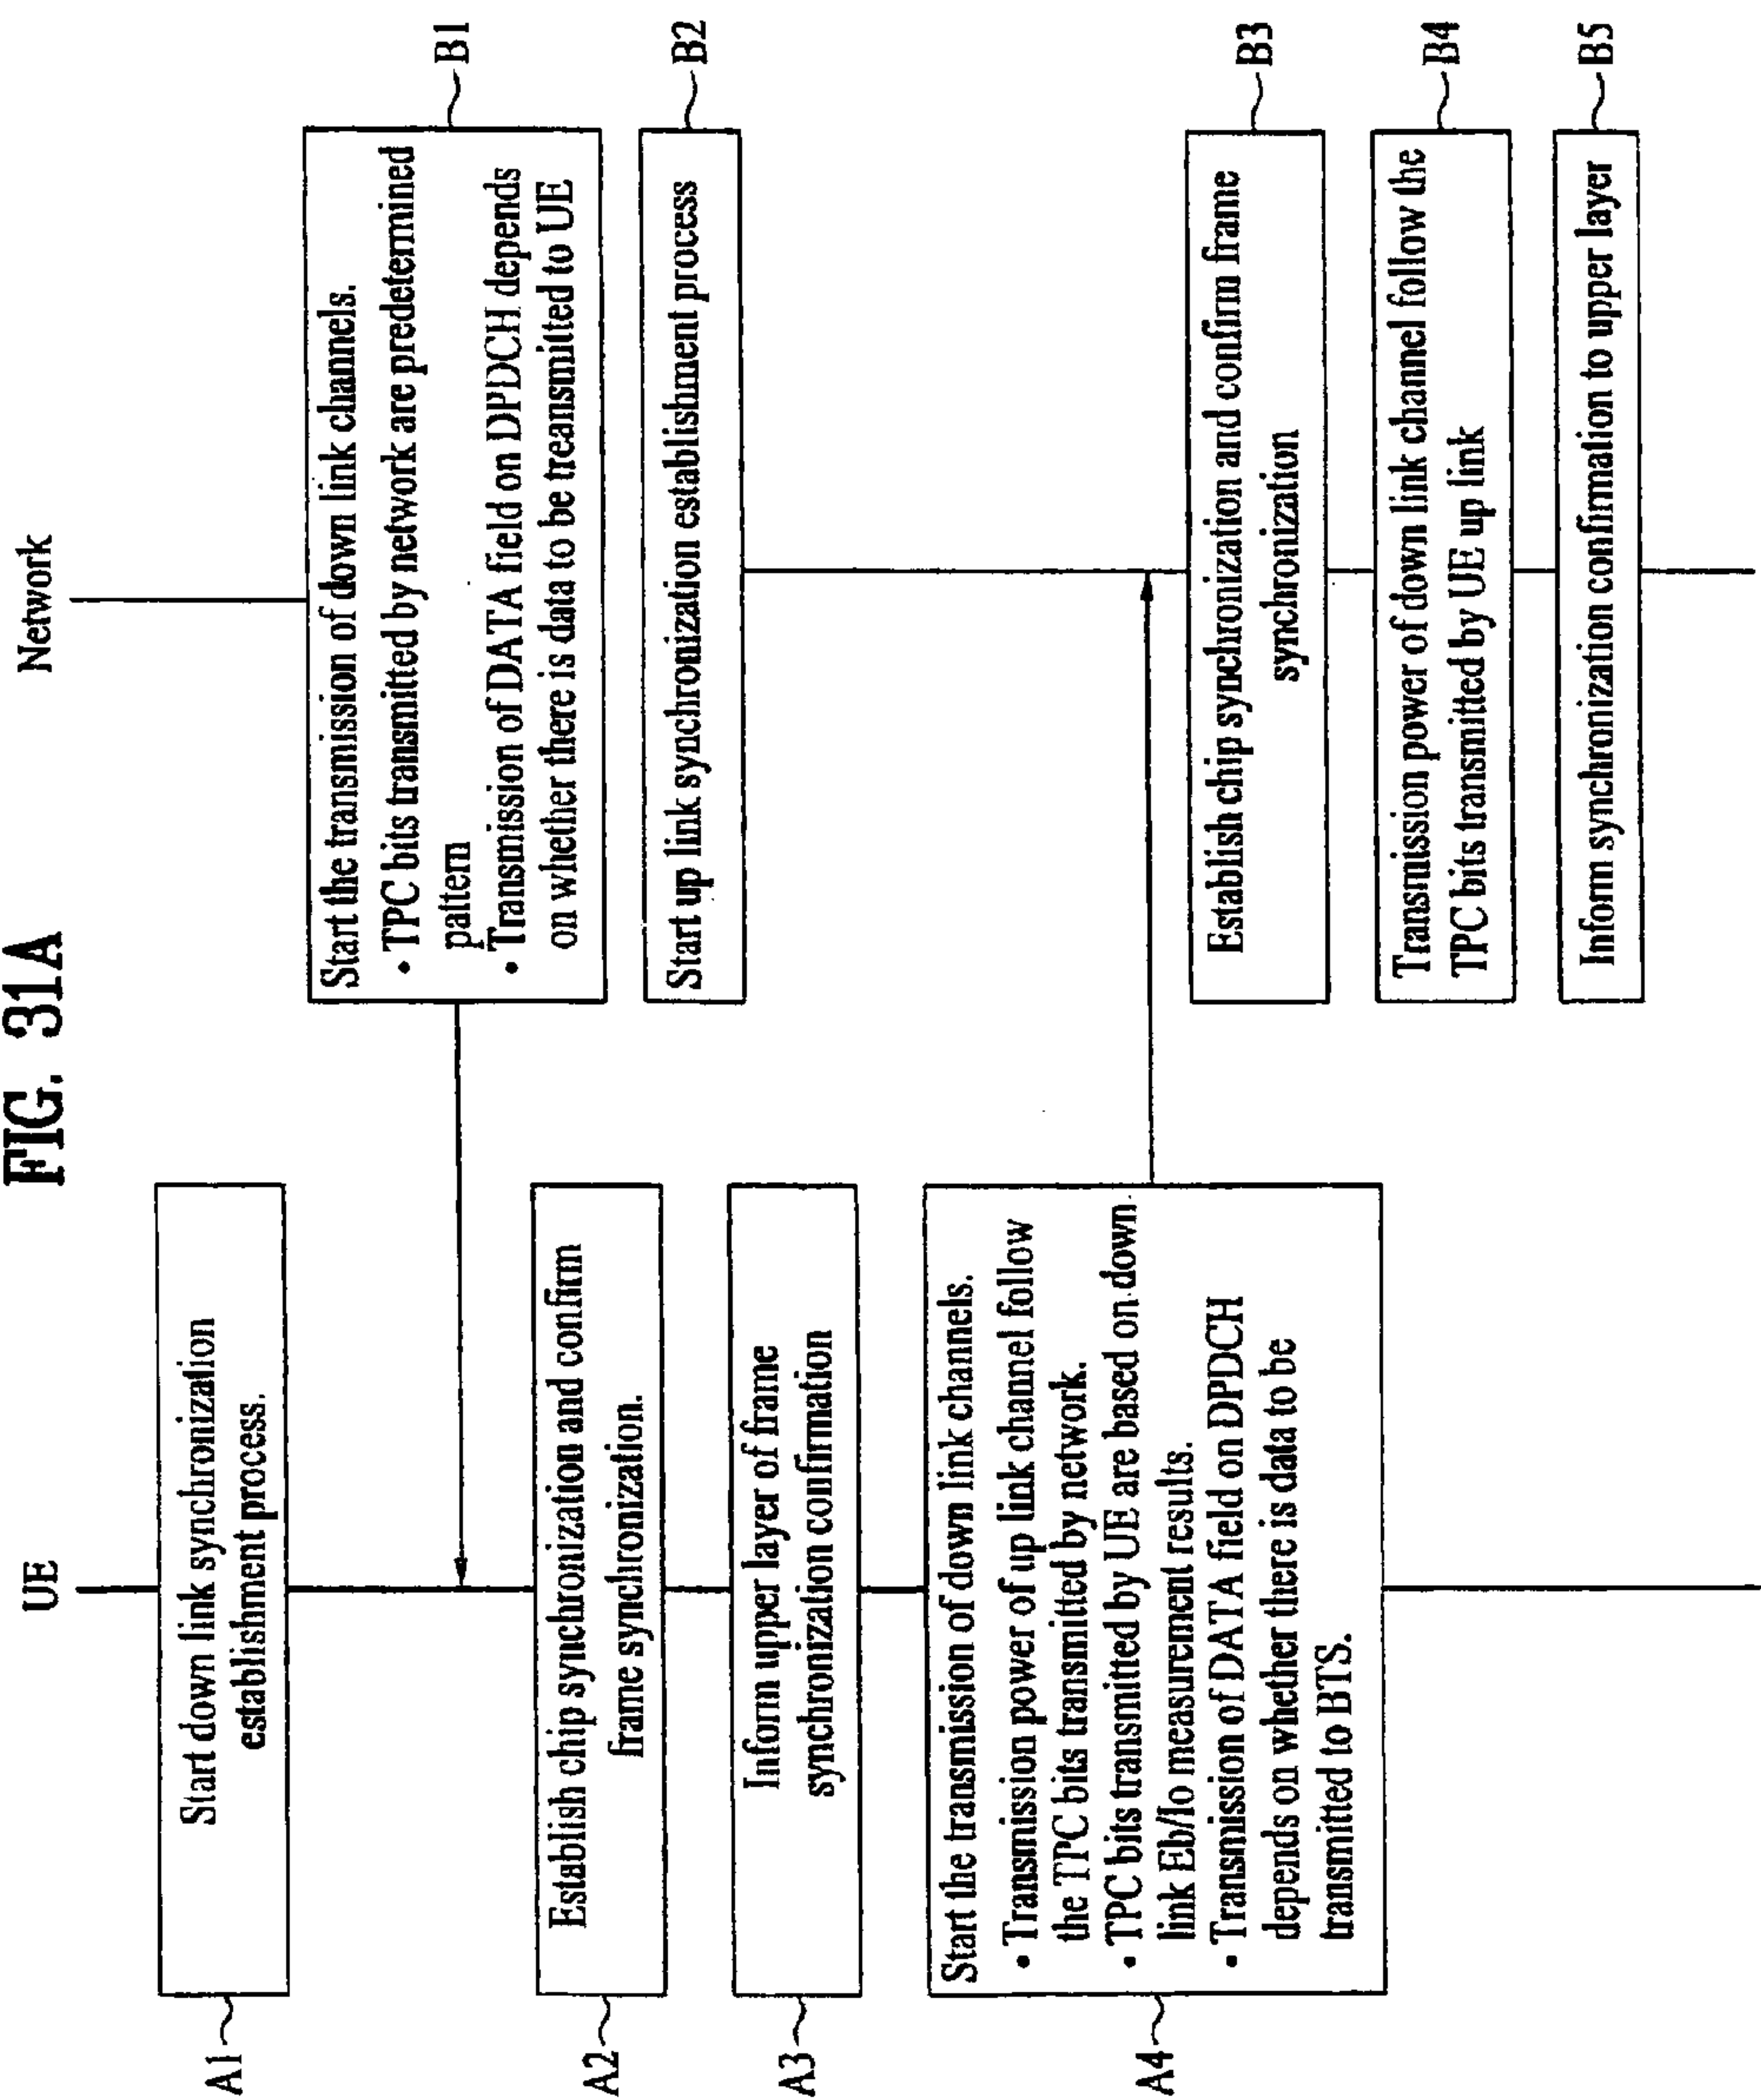 FIG. 31A
UE
Network
A1
Start down link synchronization
establishment process.
B1
Start the transmission of down link channels.
• TPC bits transmitted by network are predetermined
pattern
• Transmission of DATA field on DPDCH depends
on whether there is data to be treansmitted to UE
A2
Establish chip synchronization and confirm
frame synchronization.
B2
Start up link synchronization establishment process
A3
Inform upper layer of frame
synchronization confirmation
A4
Start the transmission of down link channels.
• Transmission power of up link channel follow
the TPC bits transmitted by network.
• TPC bits transmitted by UE are based on down
link Eb/Io measurement results.
• Transmission of DATA field on DPDCH
depends on whether there is data to be
transmitted to BTS.
B3
Establish chip synchronization and confirm frame
synchronization
B4
Transmission power of down link channel follow the
TPC bits transmitted by UE up link
B5
Inform synchronization confirmation to upper layer